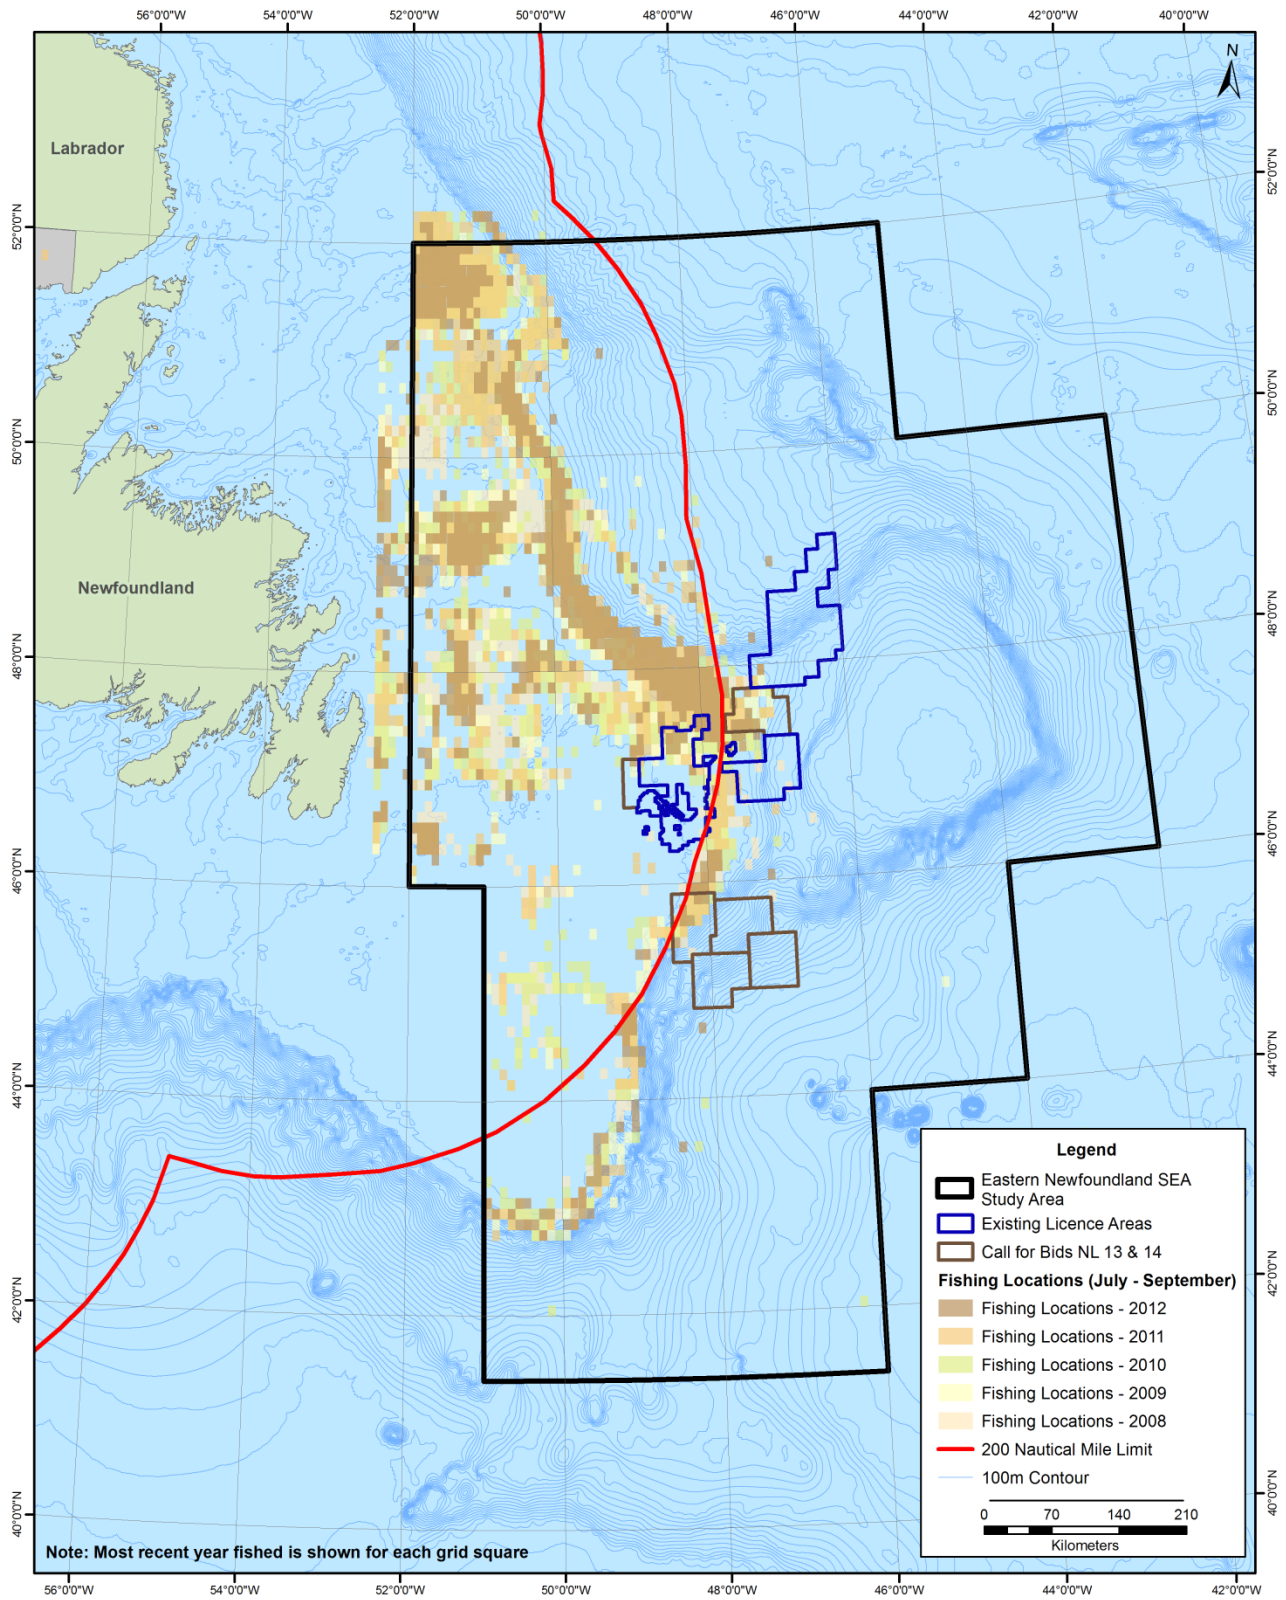 56°0'0"W 54°0'0"W 52°0'0"W 50°0'0"W 48°0'0"W 46°0'0"W 44°0'0"W 42°0'0"W 40°0'0"W
N
Labrador
52°0'0"N
52°0'0"N
50°0'0"N
50°0'0"N
Newfoundland
48°0'0"N
48°0'0"N
46°0'0"N
46°0'0"N
44°0'0"N
44°0'0"N
42°0'0"N
42°0'0"N
40°0'0"N
40°0'0"N
Legend
Eastern Newfoundland SEA
Study Area
Existing Licence Areas
Call for Bids NL 13 & 14
Fishing Locations (July - September)
Fishing Locations - 2012
Fishing Locations - 2011
Fishing Locations - 2010
Fishing Locations - 2009
Fishing Locations - 2008
200 Nautical Mile Limit
100m Contour
0 70 140 210
Kilometers
Note: Most recent year fished is shown for each grid square
56°0'0"W 54°0'0"W 52°0'0"W 50°0'0"W 48°0'0"W 46°0'0"W 44°0'0"W 42°0'0"W